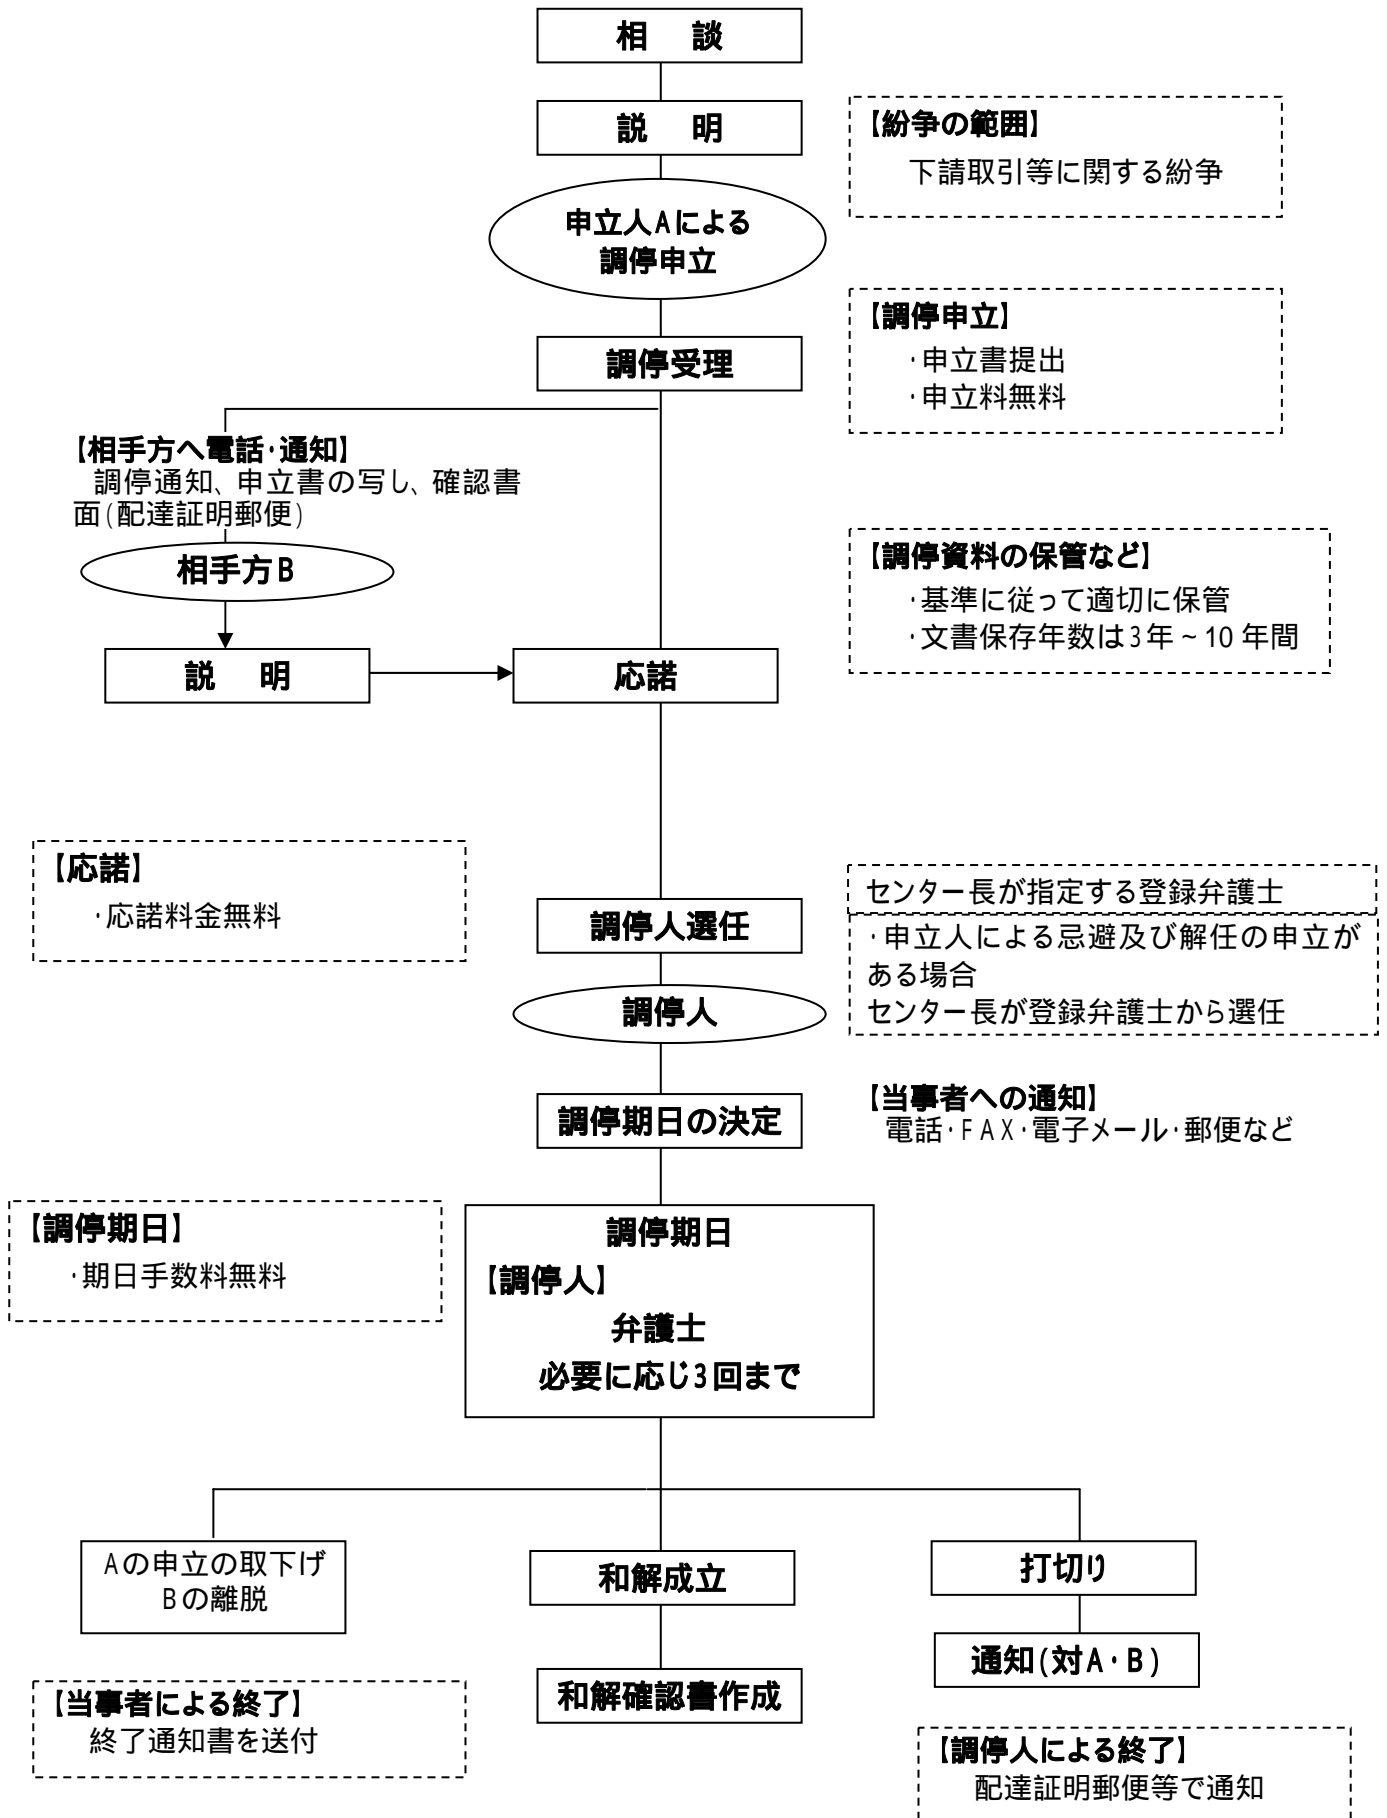 相　談
説　明
【紛争の範囲】
下請取引等に関する紛争
申立人Aによる
調停申立
【調停申立】
・申立書提出
・申立料無料
調停受理
【相手方へ電話・通知】
調停通知、申立書の写し、確認書
面(配達証明郵便)
相手方B
【調停資料の保管など】
・基準に従って適切に保管
・文書保存年数は3年~10年間
説　明
応諾
【応諾】
・応諾料金無料
調停人選任
センター長が指定する登録弁護士
・申立人による忌避及び解任の申立が
ある場合
センター長が登録弁護士から選任
調停人
調停期日の決定
【当事者への通知】
電話・FAX・電子メール・郵便など
【調停期日】
・期日手数料無料
調停期日
【調停人】
弁護士
必要に応じ3回まで
Aの申立の取下げ
Bの離脱
和解成立
打切り
通知(対A・B)
【当事者による終了】
終了通知書を送付
和解確認書作成
【調停人による終了】
配達証明郵便等で通知